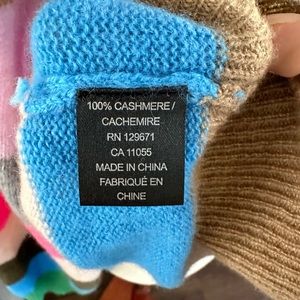 100% CASHMERE /
CACHEMIRE
RN 129671
CA 11055
MADE IN CHINA
FABRIQUÉ EN
CHINE